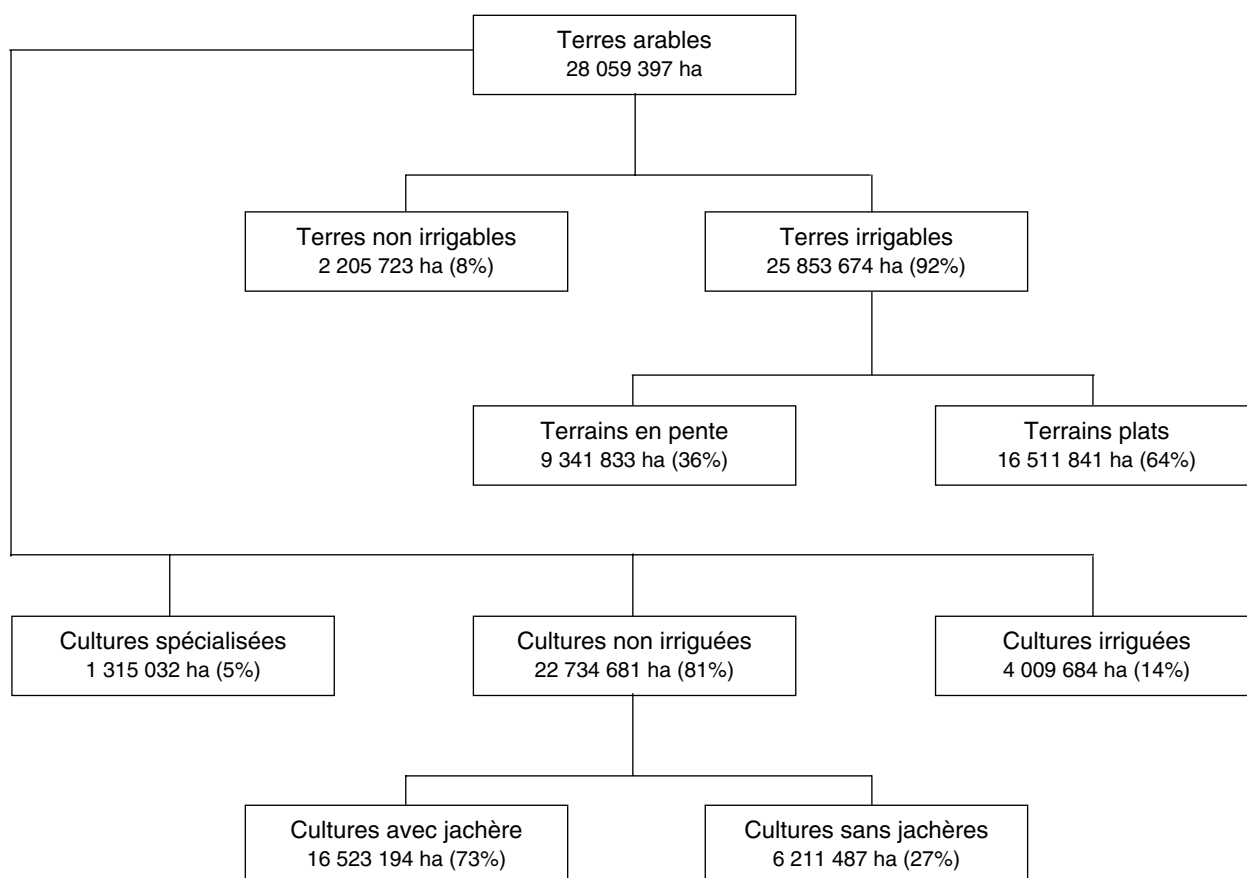 Terres arables
28 059 397 ha
Terres non irrigables
2 205 723 ha (8%)
Terres irrigables
25 853 674 ha (92%)
Terrains en pente
9 341 833 ha (36%)
Terrains plats
16 511 841 ha (64%)
Cultures spécialisées
1 315 032 ha (5%)
Cultures non irriguées
22 734 681 ha (81%)
Cultures irriguées
4 009 684 ha (14%)
Cultures avec jachère
16 523 194 ha (73%)
Cultures sans jachères
6 211 487 ha (27%)